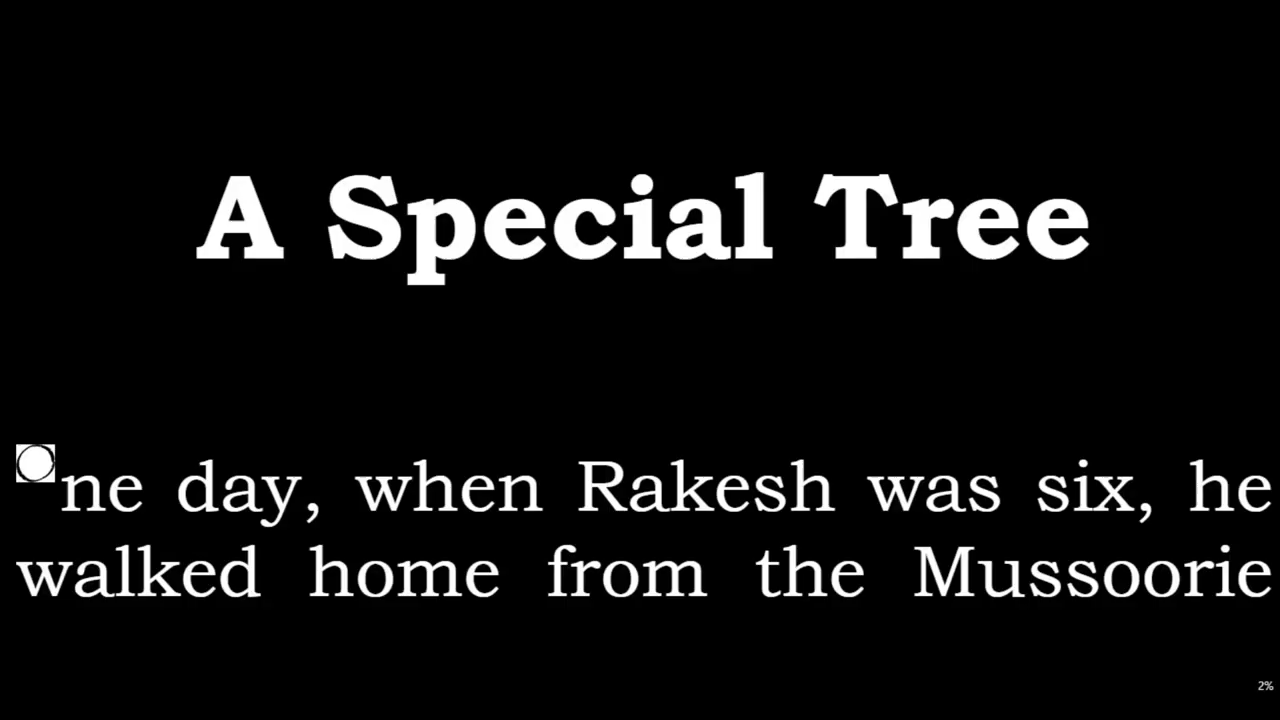 A Special Tree
One day, when Rakesh was six, he
walked home from the Mussoorie
2%